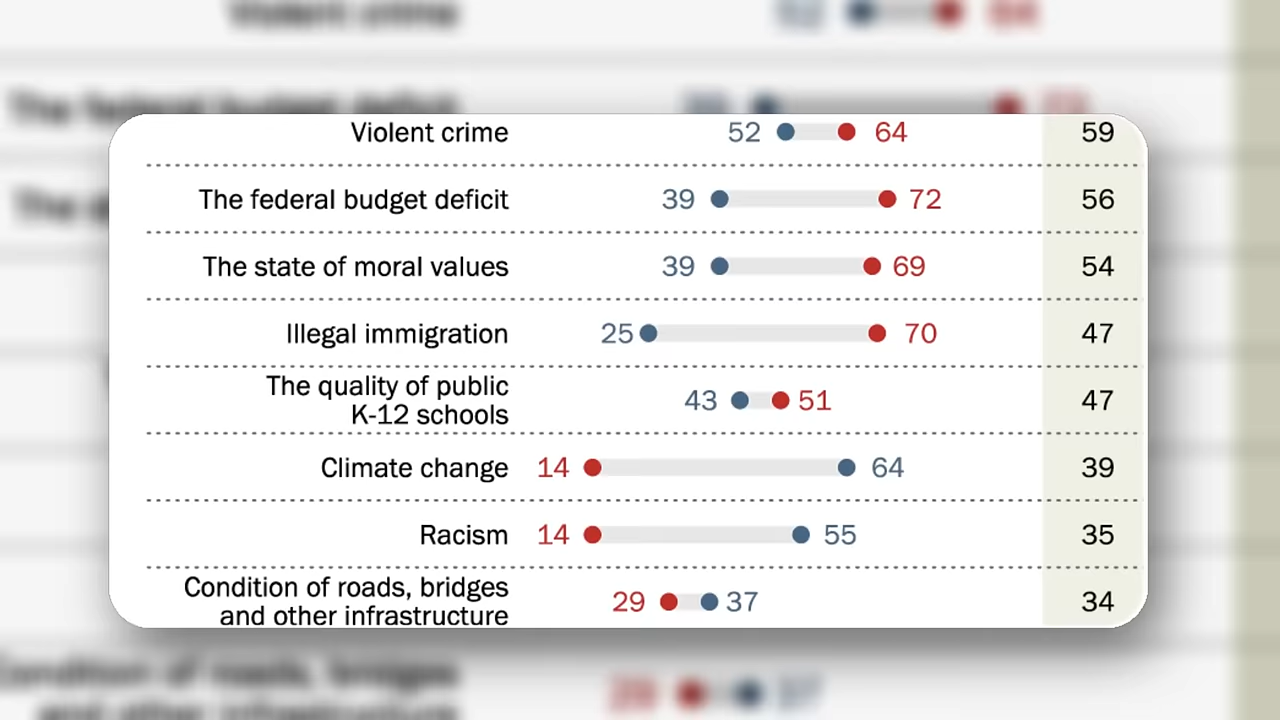 Violent crime 52 64 59
The federal budget deficit 39 72 56
The state of moral values 39 69 54
Illegal immigration 25 70 47
The quality of public
K-12 schools 43 51 47
Climate change 14 64 39
Racism 14 55 35
Condition of roads, bridges
and other infrastructure 29 37 34